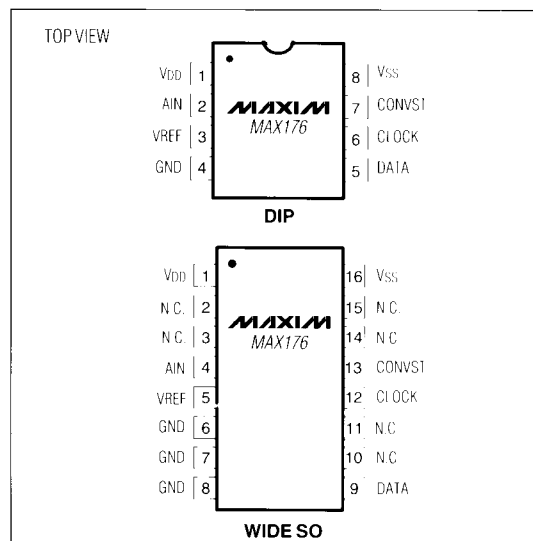 TOP VIEW
VDD 1 8 VSS
AIN 2 7 CONVST
VREF 3 6 CLOCK
GND 4 5 DATA
MAXIM
MAX176
DIP
VDD 1 16 VSS
N.C. 2 15 N.C.
N.C. 3 14 N.C
AIN 4 13 CONVST
VREF 5 12 CLOCK
GND 6 11 N.C
GND 7 10 N.C
GND 8 9 DATA
MAXIM
MAX176
WIDE SO